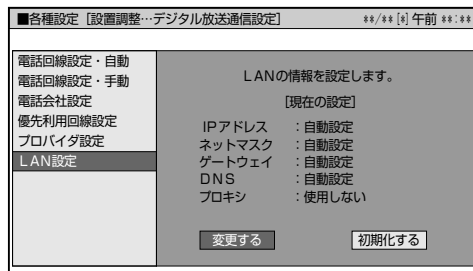 ■各種設定［設置調整…デジタル放送通信設定］ **/**[*]午前 **:**
電話回線設定・自動
電話回線設定・手動
電話会社設定
優先利用回線設定
プロバイダ設定
LAN設定
LANの情報を設定します。
[現在の設定]
IPアドレス ：自動設定
ネットマスク ：自動設定
ゲートウェイ ：自動設定
DNS ：自動設定
プロキシ ：使用しない
変更する 初期化する